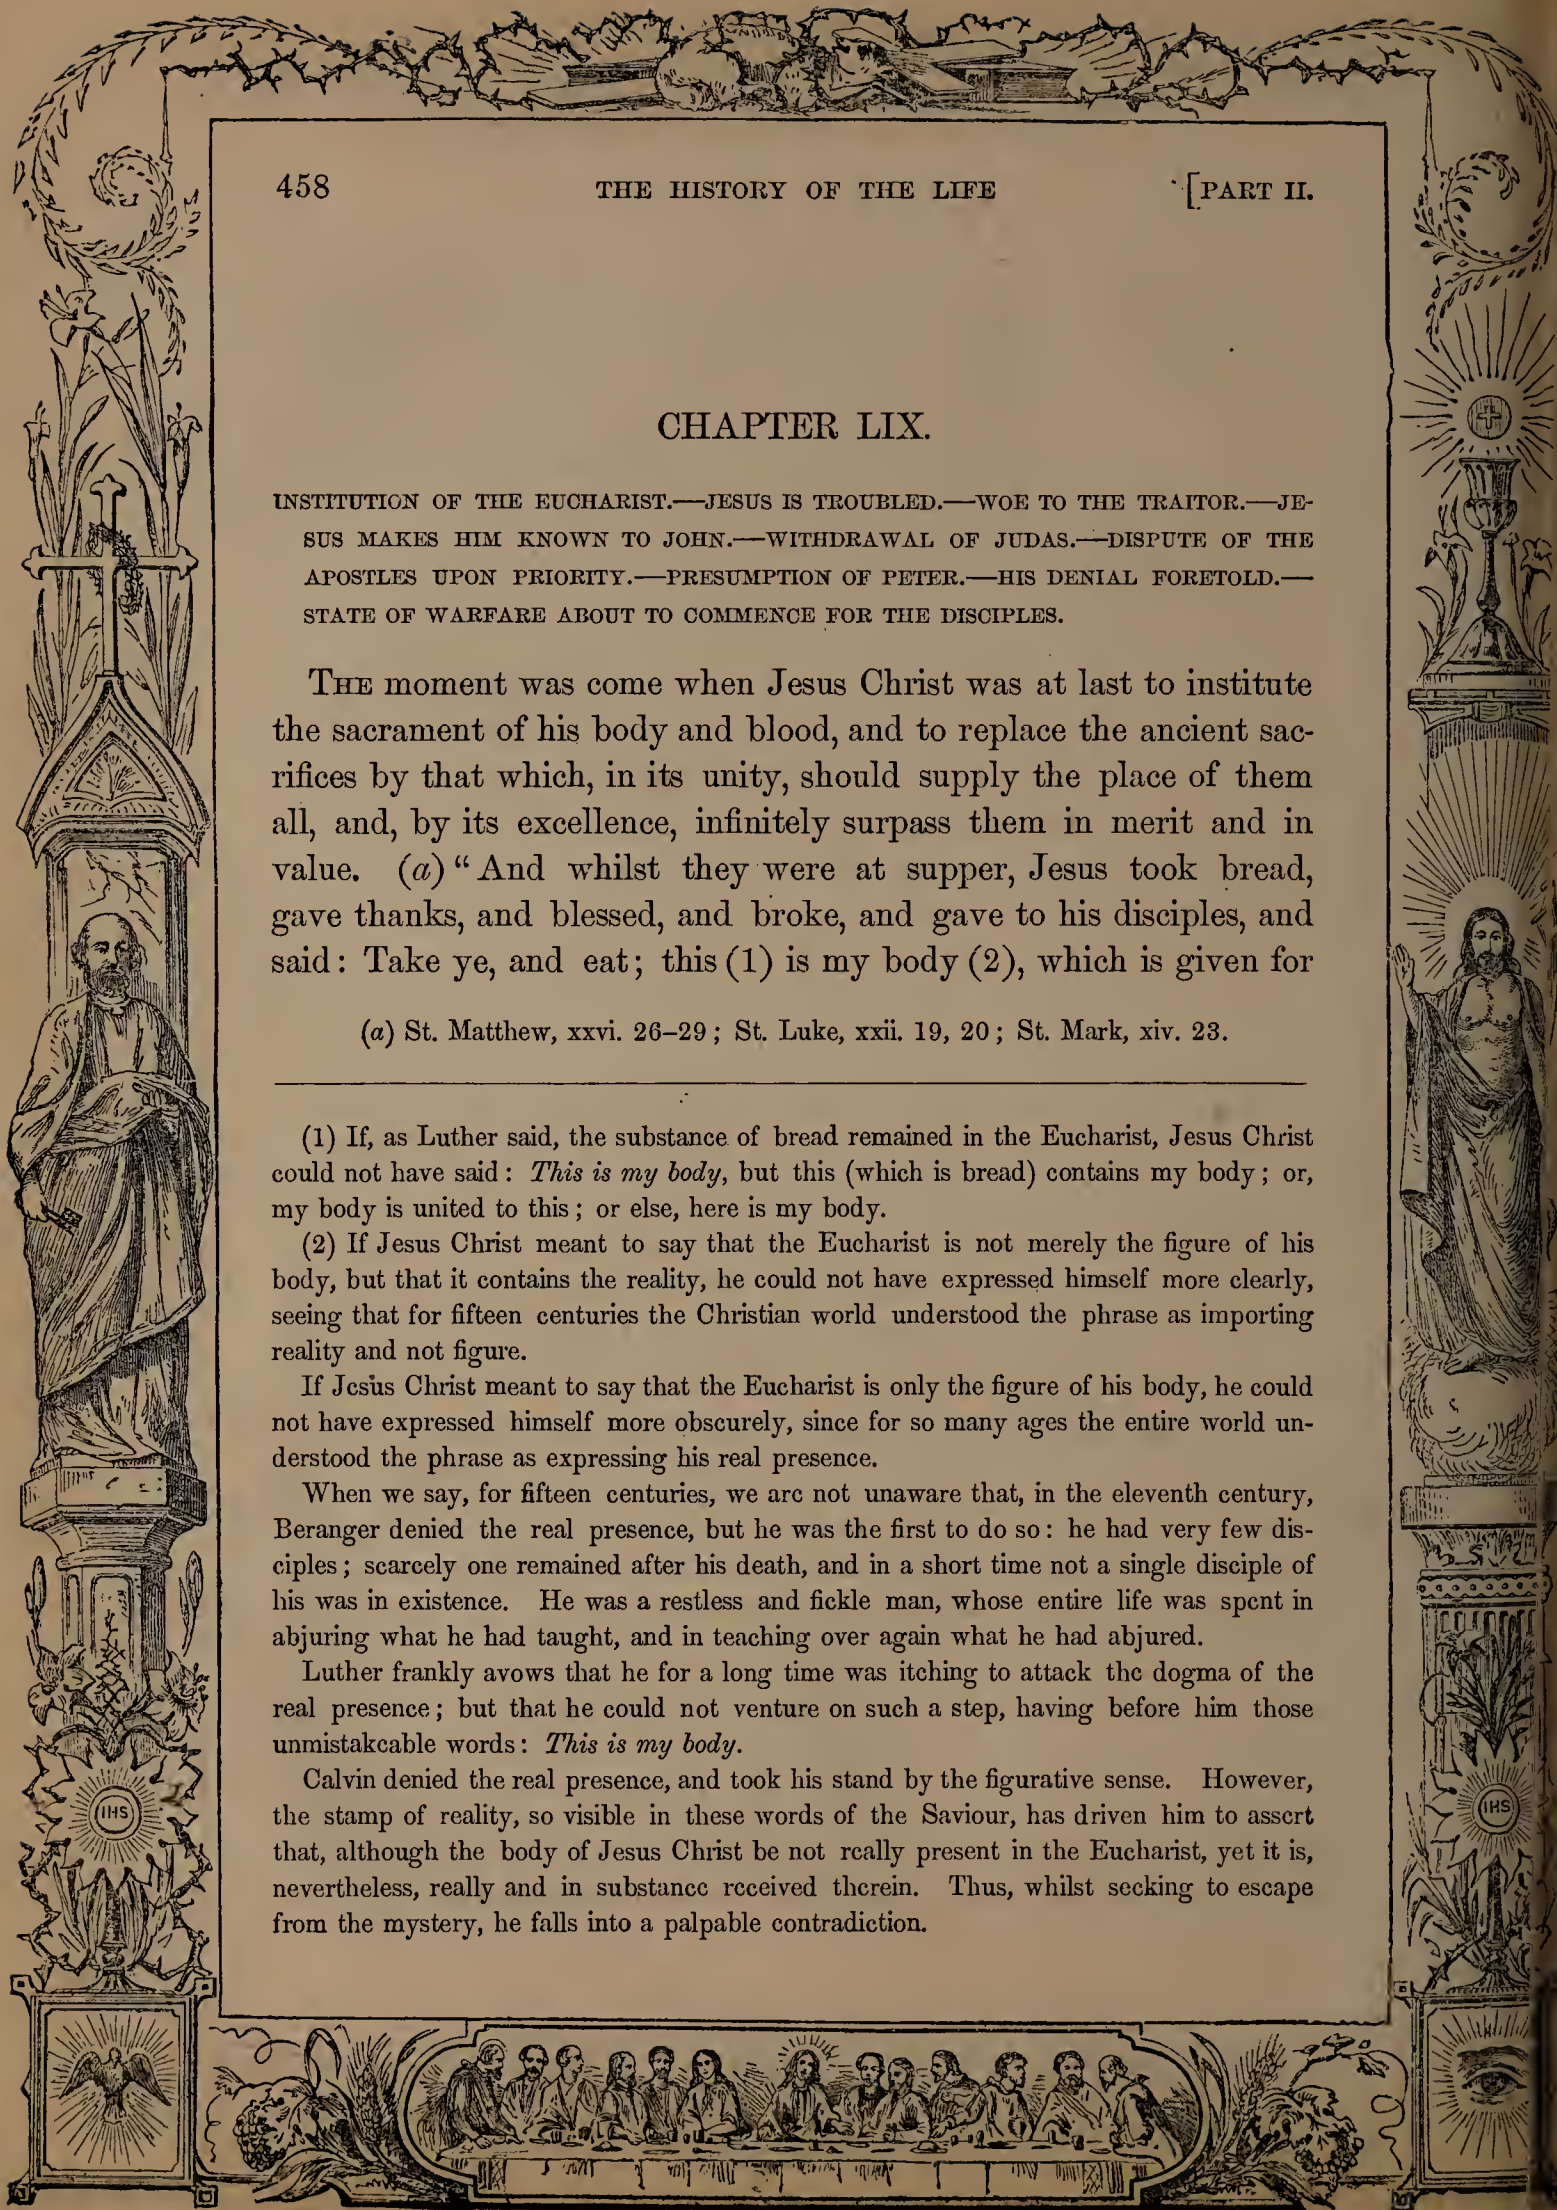 458 THE HISTORY OF THE LIFE [PART II.
CHAPTER LIX.
INSTITUTION OF THE EUCHARIST.—JESUS IS TROUBLED.—WOE TO THE TRAITOR.—JE-
SUS MAKES HIM KNOWN TO JOHN.—WITHDRAWAL OF JUDAS.—DISPUTE OF THE
APOSTLES UPON PRIORITY.—PRESUMPTION OF PETER.—HIS DENIAL FORETOLD.—
STATE OF WARFARE ABOUT TO COMMENCE FOR THE DISCIPLES.
THE moment was come when Jesus Christ was at last to institute
the sacrament of his body and blood, and to replace the ancient sac-
rifices by that which, in its unity, should supply the place of them
all, and, by its excellence, infinitely surpass them in merit and in
value. (a) “And whilst they were at supper, Jesus took bread,
gave thanks, and blessed, and broke, and gave to his disciples, and
said: Take ye, and eat; this (1) is my body (2), which is given for
(a) St. Matthew, xxvi. 26–29; St. Luke, xxii. 19, 20; St. Mark, xiv. 23.
(1) If, as Luther said, the substance of bread remained in the Eucharist, Jesus Christ
could not have said: This is my body, but this (which is bread) contains my body; or,
my body is united to this; or else, here is my body.
(2) If Jesus Christ meant to say that the Eucharist is not merely the figure of his
body, but that it contains the reality, he could not have expressed himself more clearly,
seeing that for fifteen centuries the Christian world understood the phrase as importing
reality and not figure.
If Jesus Christ meant to say that the Eucharist is only the figure of his body, he could
not have expressed himself more obscurely, since for so many ages the entire world un-
derstood the phrase as expressing his real presence.
When we say, for fifteen centuries, we are not unaware that, in the eleventh century,
Beranger denied the real presence, but he was the first to do so: he had very few dis-
ciples; scarcely one remained after his death, and in a short time not a single disciple of
his was in existence. He was a restless and fickle man, whose entire life was spent in
abjuring what he had taught, and in teaching over again what he had abjured.
Luther frankly avows that he for a long time was itching to attack the dogma of the
real presence; but that he could not venture on such a step, having before him those
unmistakeable words: This is my body.
Calvin denied the real presence, and took his stand by the figurative sense. However,
the stamp of reality, so visible in these words of the Saviour, has driven him to assert
that, although the body of Jesus Christ be not really present in the Eucharist, yet it is,
nevertheless, really and in substance received therein. Thus, whilst seeking to escape
from the mystery, he falls into a palpable contradiction.
IHS
IHS